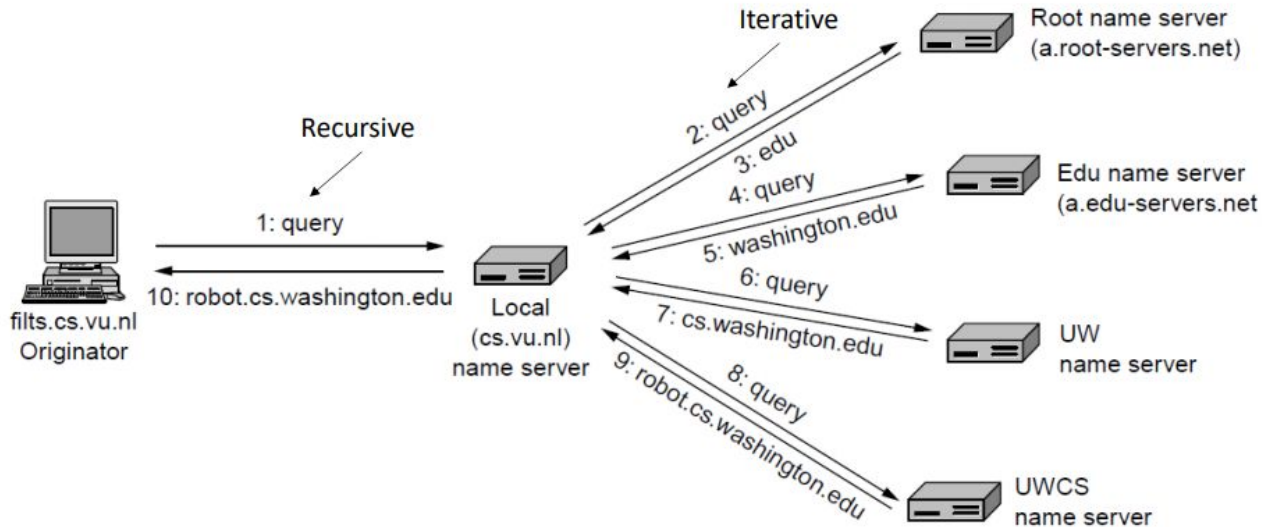 Iterative
Root name server
(a.root-servers.net)
Recursive
2: query
3: edu
4: query
Edu name server
(a.edu-servers.net
1: query
5: washington.edu
6: query
10: robot.cs.washington.edu
7: cs.washington.edu
filts.cs.vu.nl
Originator
Local
(cs.vu.nl)
name server
UW
name server
8: query
9: robot.cs.washington.edu
UWCS
name server